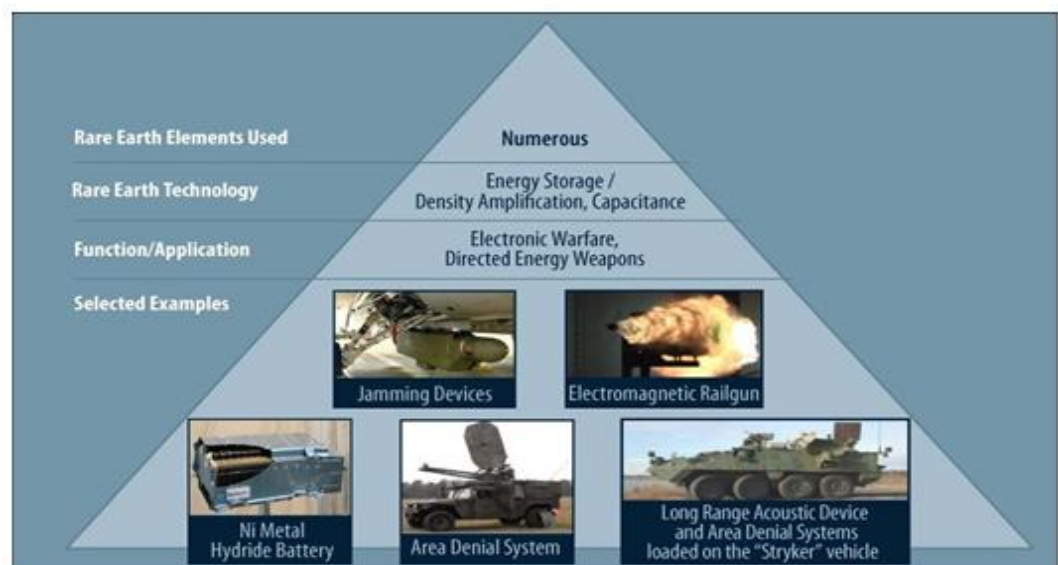 Rare Earth Elements Used
Numerous
Rare Earth Technology
Energy Storage /
Density Amplification, Capacitance
Function/Application
Electronic Warfare,
Directed Energy Weapons
Selected Examples
Jamming Devices
Electromagnetic Railgun
Ni Metal
Hydride Battery
Area Denial System
Long Range Acoustic Device
and Area Denial Systems
loaded on the “Stryker” vehicle